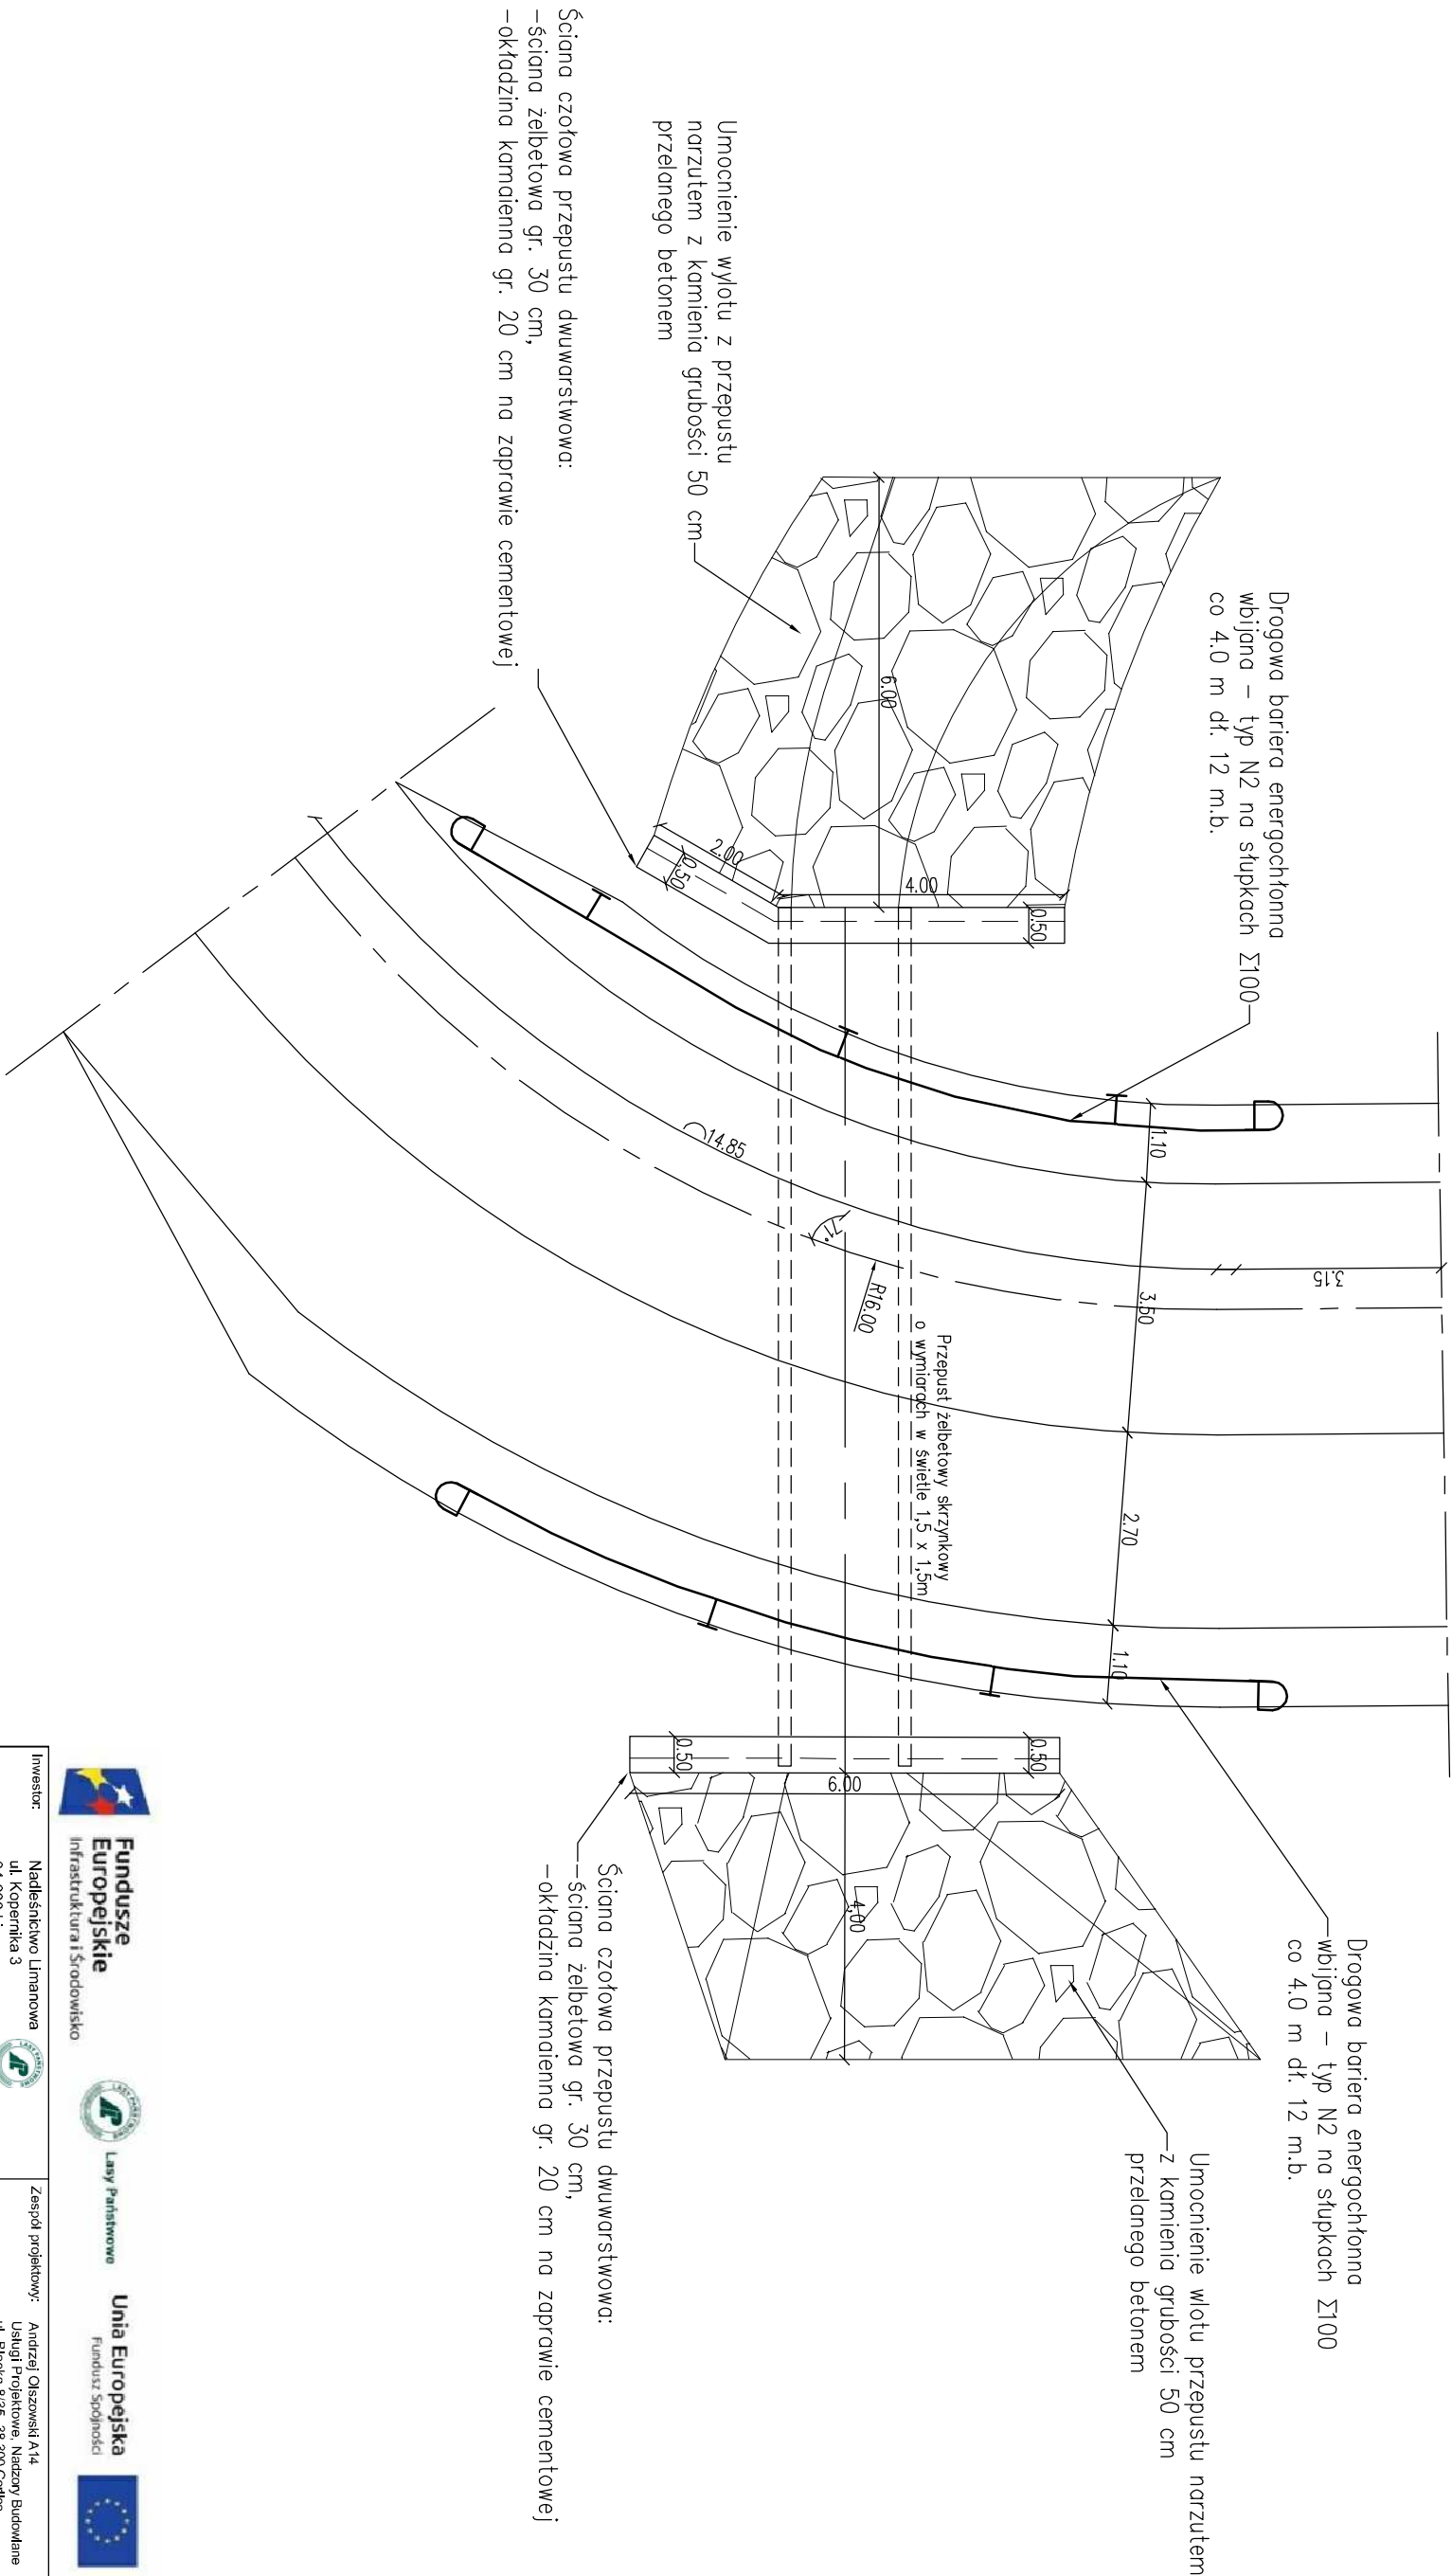 Drogowa bariera energochłonna
wbijana – typ N2 na słupkach Σ100
co 4.0 m dł. 12 m.b.
Umocnienie wylotu z przepustu
narzutem z kamienia grubości 50 cm
przelanego betonem
Ściana czołowa przepustu dwuwarstwowa:
-ściana żelbetowa gr. 30 cm,
-okładzina kamaienna gr. 20 cm na zaprawie cementowej
6.00
2.00
0,50
4.00
0.50
1.10
3.50
2.70
1.10
3.15
14.85
71°
R16.00
Przepust żelbetowy skrzynkowy
o wymiarach w świetle 1,5 x 1,5m
0.50
0.50
6.00
4,00
Drogowa bariera energochłonna
wbijana – typ N2 na słupkach Σ100
co 4.0 m dł. 12 m.b.
Umocnienie wlotu przepustu narzutem
z kamienia grubości 50 cm
przelanego betonem
Ściana czołowa przepustu dwuwarstwowa:
-ściana żelbetowa gr. 30 cm,
-okładzina kamaienna gr. 20 cm na zaprawie cementowej
Fundusze
Europejskie
Infrastruktura i Środowisko
Lasy Państwowe
Unia Europejska
Fundusz Spójności
Inwestor:
Nadleśnictwo Limanowa
ul. Kopernika 3
Zespół projektowy:
Andrzej Olszowski A14
Usługi Projektowe, Nadzory Budowlane